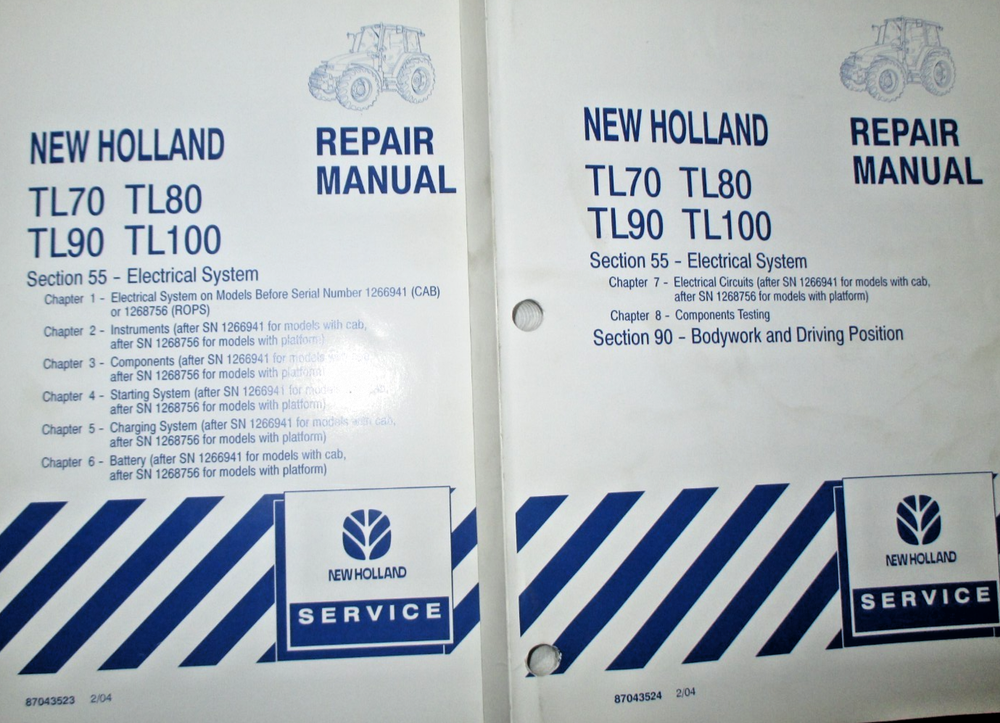 NEW HOLLAND
REPAIR
MANUAL
TL70 TL80
TL90 TL100
Section 55 - Electrical System
Chapter 1 - Electrical System on Models Before Serial Number 1266941 (CAB)
or 1268756 (ROPS)
Chapter 2 - Instruments (after SN 1266941 for models with cab,
after SN 1268756 for models with platform)
Chapter 3 - Components (after SN 1266941 for models with cab,
after SN 1268756 for models with platform)
Chapter 4 - Starting System (after SN 1266941 for models with cab,
after SN 1268756 for models with platform)
Chapter 5 - Charging System (after SN 1266941 for models with cab,
after SN 1268756 for models with platform)
Chapter 6 - Battery (after SN 1266941 for models with cab,
after SN 1268756 for models with platform)
NEW HOLLAND
SERVICE
87043523 2/04
NEW HOLLAND
REPAIR
MANUAL
TL70 TL80
TL90 TL100
Section 55 - Electrical System
Chapter 7 - Electrical Circuits (after SN 1266941 for models with cab,
after SN 1268756 for models with platform)
Chapter 8 - Components Testing
Section 90 - Bodywork and Driving Position
NEW HOLLAND
SERVICE
87043524 2/04